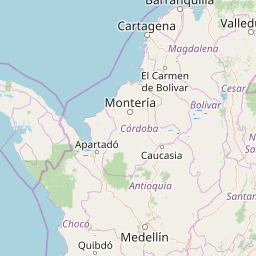 Barranquilla
Valledu
Cartagena
Magdalena
El Carmen
de Bolívar
Cesar
Montería
Bolívar
Córdoba
Apartadó
Caucasia
Antioquia
Santan
Chocó
Medellín
Quibdó